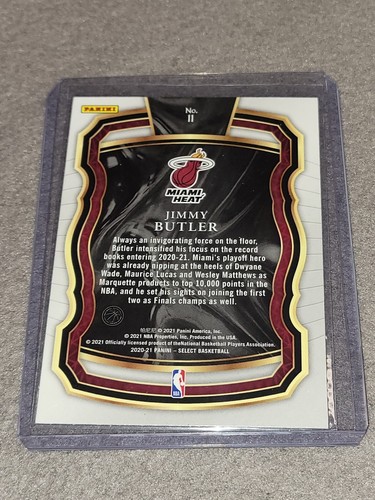 PANINI
No.
11
MIAMI
HEAT
JIMMY
BUTLER
Always an invigorating force on the floor,
Butler intensified his focus on the record
books entering 2020-21. Miami's playoff hero
was already nipping at the heels of Dwyane
Wade, Maurice Lucas and Wesley Matthews as
Marquette products to top 10,000 points in the
NBA, and he set his sights on joining the first
two as Finals champs as well.
© 2021 Panini America, Inc.
© 2021 NBA Properties, Inc. Produced in the USA.
© 2021 Officially licensed product of theNational Basketball Players Association.
2020-21 PANINI – SELECT BASKETBALL
NBA